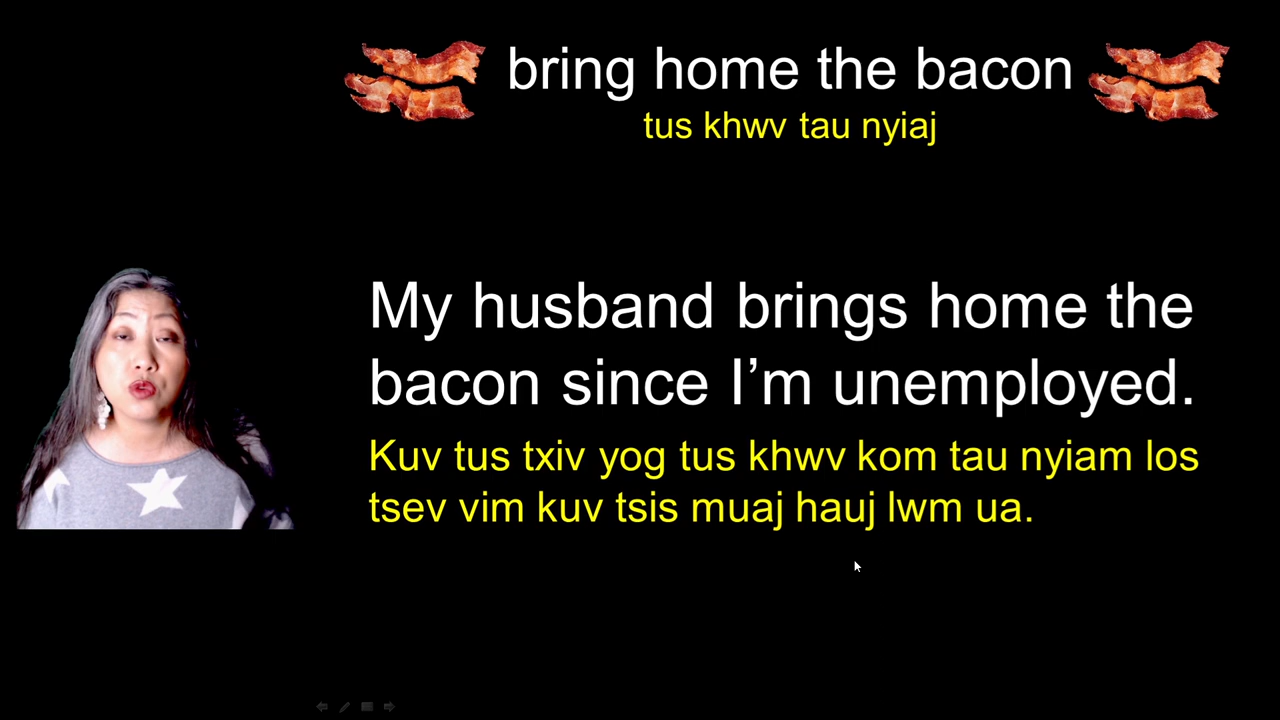 bring home the bacon
tus khwv tau nyiaj
My husband brings home the
bacon since I’m unemployed.
Kuv tus txiv yog tus khwv kom tau nyiam los
tsev vim kuv tsis muaj hauj lwm ua.